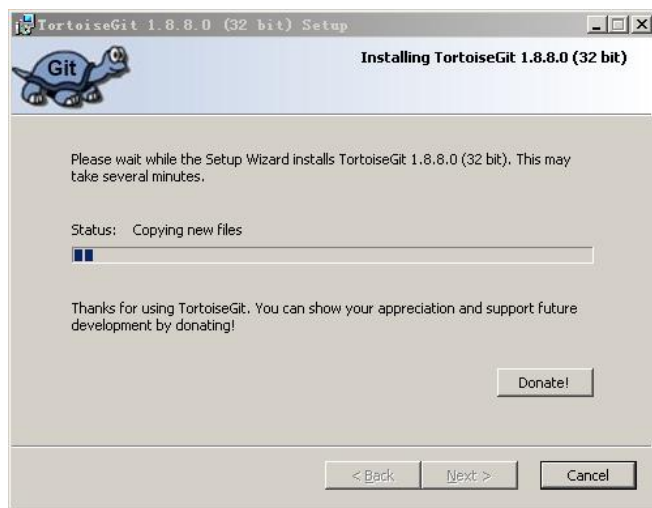 TortoiseGit 1.8.8.0 (32 bit) Setup
Git
Installing TortoiseGit 1.8.8.0 (32 bit)
Please wait while the Setup Wizard installs TortoiseGit 1.8.8.0 (32 bit). This may
take several minutes.
Status: Copying new files
Thanks for using TortoiseGit. You can show your appreciation and support future
development by donating!
Donate!
< Back Next > Cancel